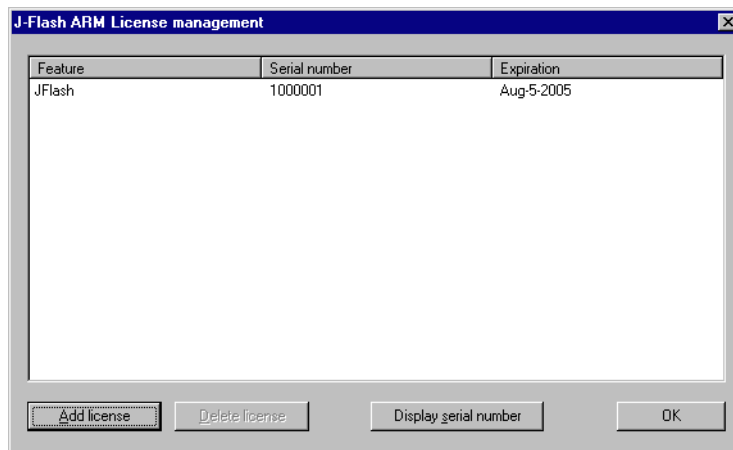 J-Flash ARM License management
Feature Serial number Expiration
JFlash 1000001 Aug-5-2005
Add license Delete license Display serial number OK